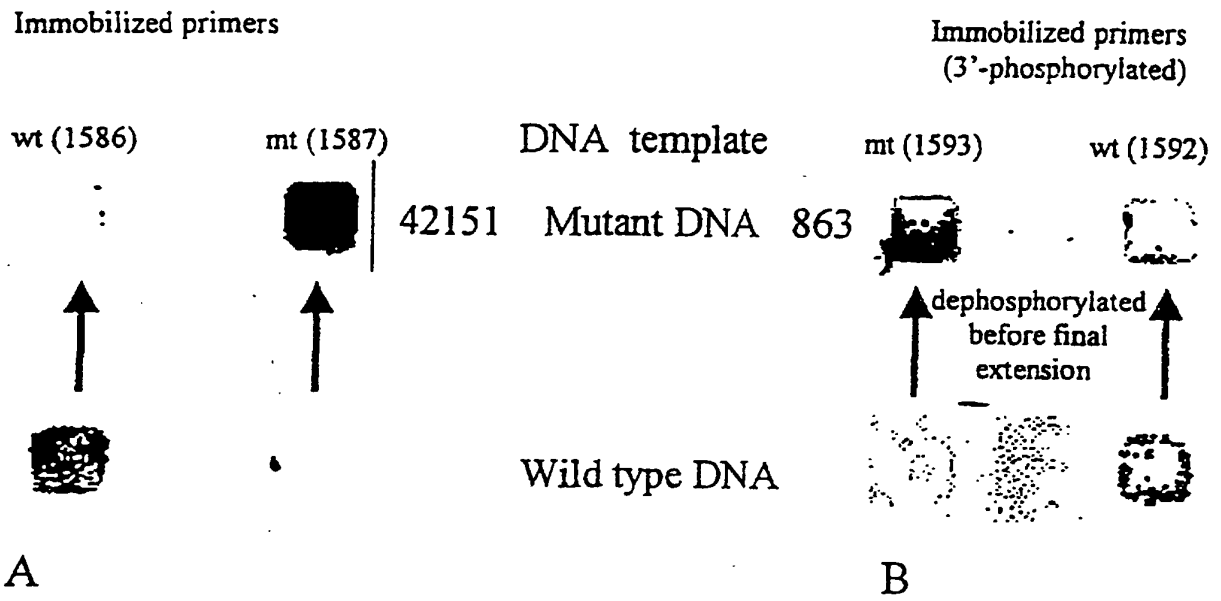 Immobilized primers
Immobilized primers
(3'-phosphorylated)
wt (1586)
mt (1587)
DNA template
mt (1593)
wt (1592)
42151
Mutant DNA
863
dephosphorylated
before final
extension
Wild type DNA
A
B